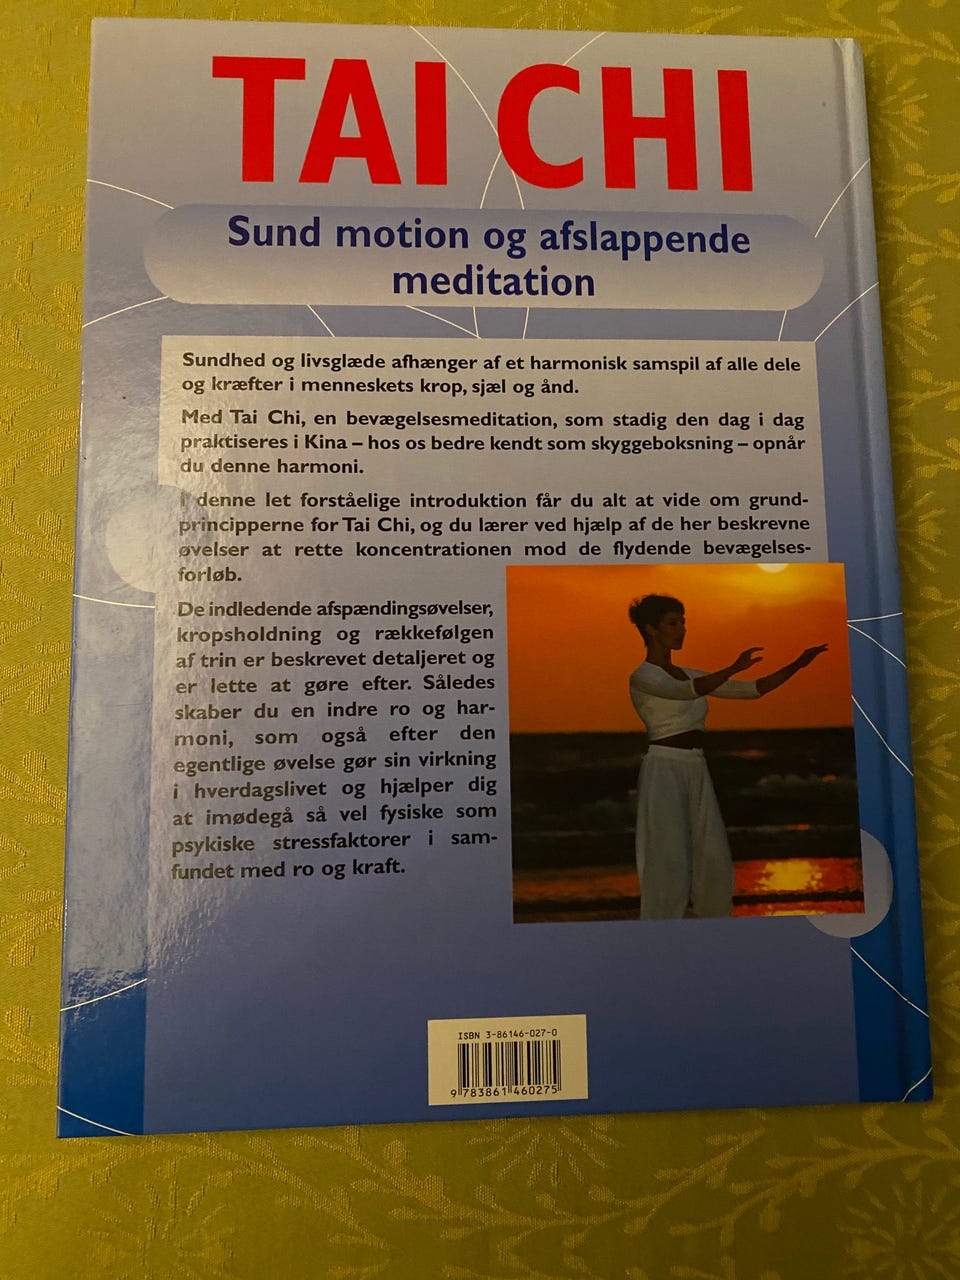 TAI CHI
Sund motion og afslappende
meditation
Sundhed og livsglæde afhænger af et harmonisk samspil af alle dele
og kræfter i menneskets krop, sjæl og ånd.
Med Tai Chi, en bevægelsesmeditation, som stadig den dag i dag
praktiseres i Kina – hos os bedre kendt som skyggeboksning – opnår
du denne harmoni.
I denne let forståelige introduktion får du alt at vide om grund-
principperne for Tai Chi, og du lærer ved hjælp af de her beskrevne
øvelser at rette koncentrationen mod de flydende bevægelses-
forløb.
De indledende afspændingsøvelser,
kropsholdning og rækkefølgen
af trin er beskrevet detaljeret og
er lette at gøre efter. Således
skaber du en indre ro og har-
moni, som også efter den
egentlige øvelse gør sin virkning
i hverdagslivet og hjælper dig
at imødegå så vel fysiske som
psykiske stressfaktorer i sam-
fundet med ro og kraft.
ISBN 3-86146-027-0
9 783861 460275